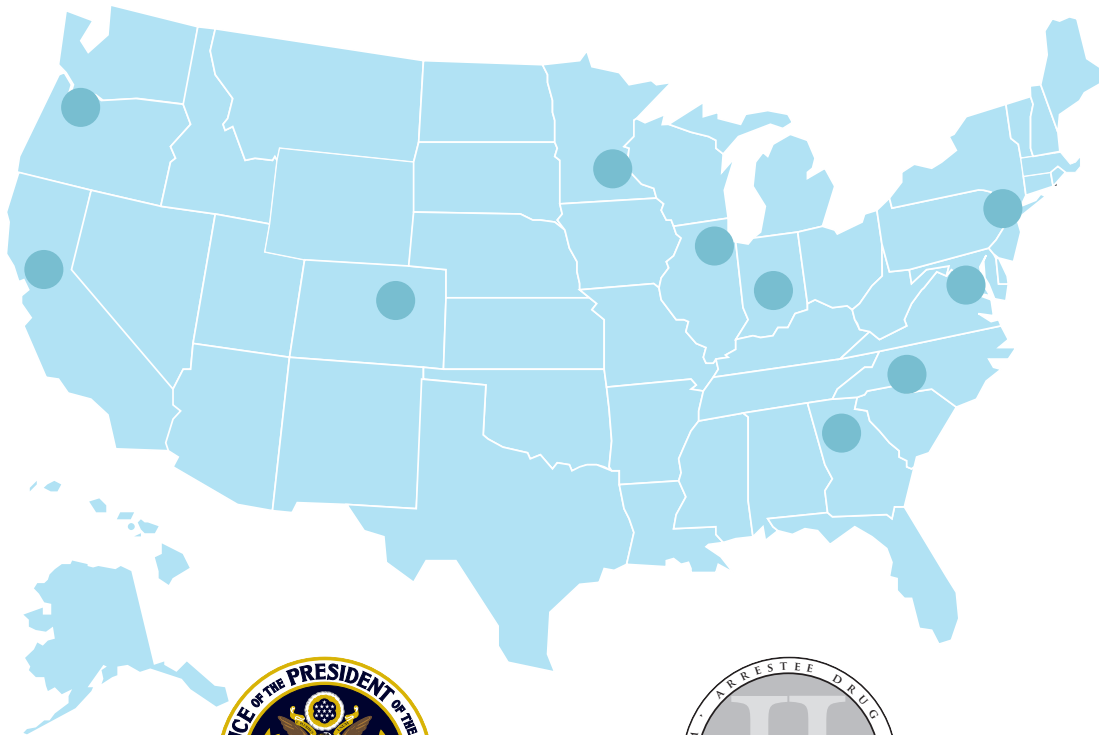 ICE OF THE PRESIDENT OF THE
ARRESTEE DRUG